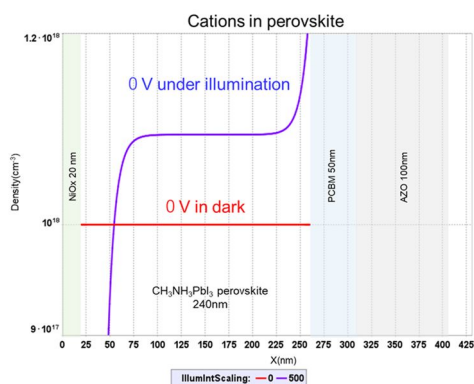 Cations in perovskite
1.2·10¹⁸
0 V under illumination
Density(cm⁻³)
NiOx 20 nm
PCBM 50nm
AZO 100nm
0 V in dark
10¹⁸
CH₃NH₃PbI₃ perovskite
240nm
9·10¹⁷
0 25 50 75 100 125 150 175 200 225 250 275 300 325 350 375 400 425
X(nm)
IllumIntScaling: 0 500